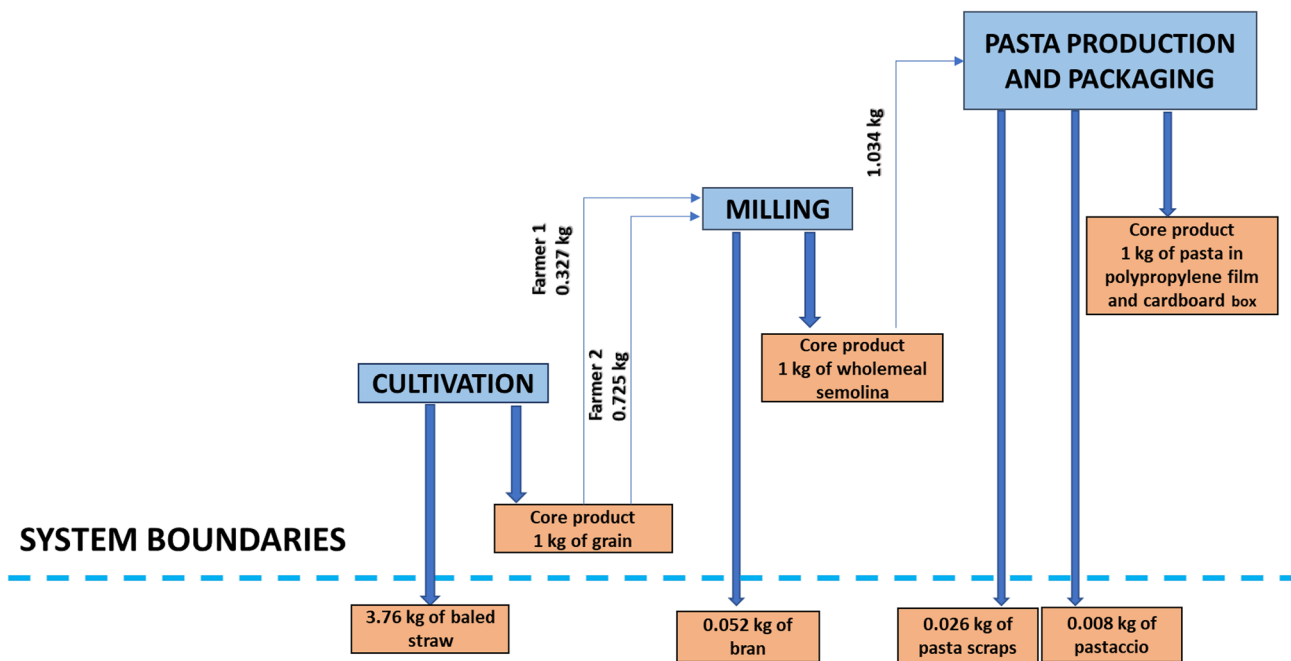 PASTA PRODUCTION
AND PACKAGING
1.034 kg
MILLING
Farmer 1
0.327 kg
Core product
1 kg of pasta in
polypropylene film
and cardboard box
Farmer 2
0.725 kg
Core product
1 kg of wholemeal
semolina
CULTIVATION
Core product
1 kg of grain
SYSTEM BOUNDARIES
3.76 kg of baled
straw
0.052 kg of
bran
0.026 kg of
pasta scraps
0.008 kg of
pastaccio